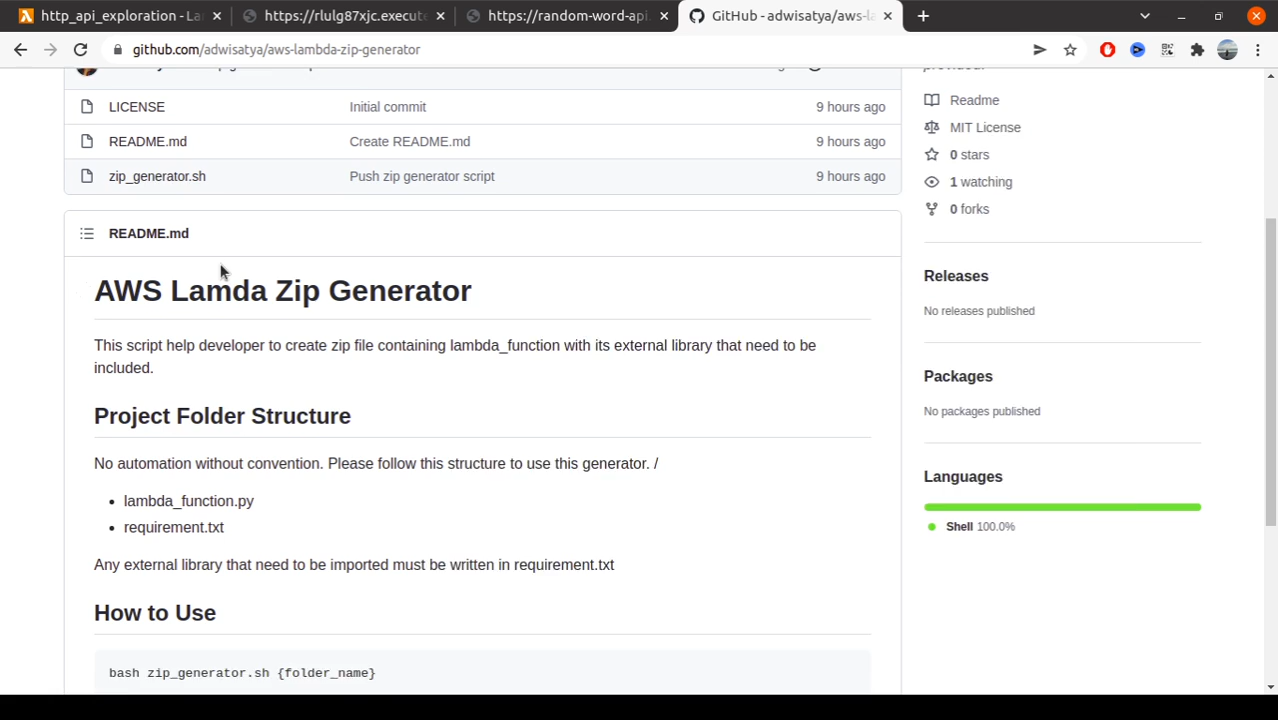 http_api_exploration - La
https://rlulg87xjc.execute
https://random-word-api.
GitHub - adwisatya/aws-la
github.com/adwisatya/aws-lambda-zip-generator
provided.
LICENSE Initial commit 9 hours ago
README.md Create README.md 9 hours ago
zip_generator.sh Push zip generator script 9 hours ago
README.md
AWS Lamda Zip Generator
This script help developer to create zip file containing lambda_function with its external library that need to be
included.
Project Folder Structure
No automation without convention. Please follow this structure to use this generator. /
lambda_function.py
requirement.txt
Any external library that need to be imported must be written in requirement.txt
How to Use
bash zip_generator.sh {folder_name}
Readme
MIT License
0 stars
1 watching
0 forks
Releases
No releases published
Packages
No packages published
Languages
Shell 100.0%